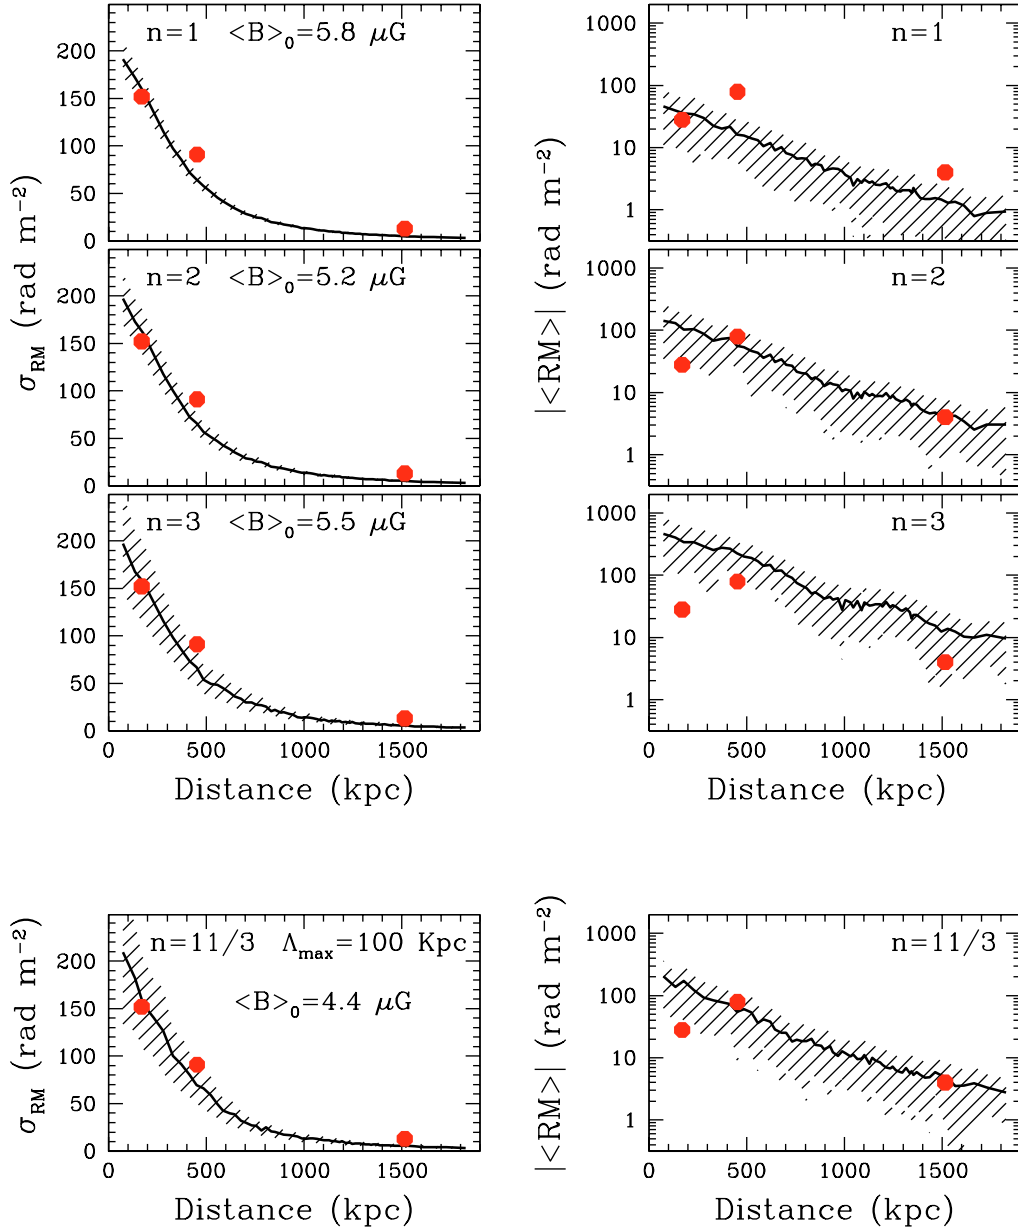 n=1 <B>₀=5.8 μG
n=1
200
150
100
50
0
1000
100
10
1
n=2 <B>₀=5.2 μG
n=2
200
150
100
50
0
1000
100
10
1
n=3 <B>₀=5.5 μG
n=3
200
150
100
50
0
1000
100
10
1
σRM (rad m⁻²)
|<RM>| (rad m⁻²)
0 500 1000 1500
0 500 1000 1500
Distance (kpc)
Distance (kpc)
n=11/3 Λmax=100 Kpc
<B>₀=4.4 μG
n=11/3
200
150
100
50
0
1000
100
10
1
σRM (rad m⁻²)
|<RM>| (rad m⁻²)
0 500 1000 1500
0 500 1000 1500
Distance (kpc)
Distance (kpc)